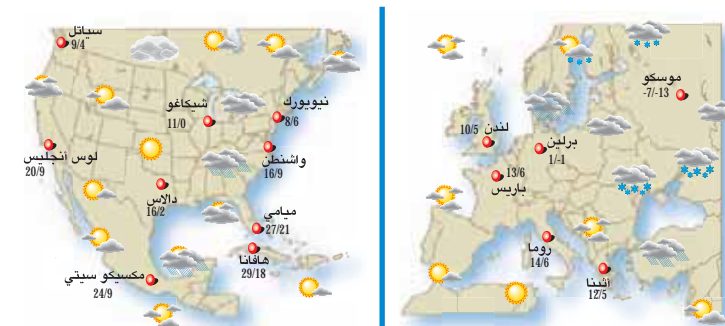 سياتل
9/4
شيكاغو
11/0
نيويورك
8/6
لوس أنجليس
20/9
واشنطن
16/9
دالاس
16/2
ميامي
27/21
هافانا
29/18
مكسيكو سيتي
24/9
موسكو
-7/-13
لندن
10/5
برلين
1/-1
13/6
باريس
روما
14/6
اثينا
12/5